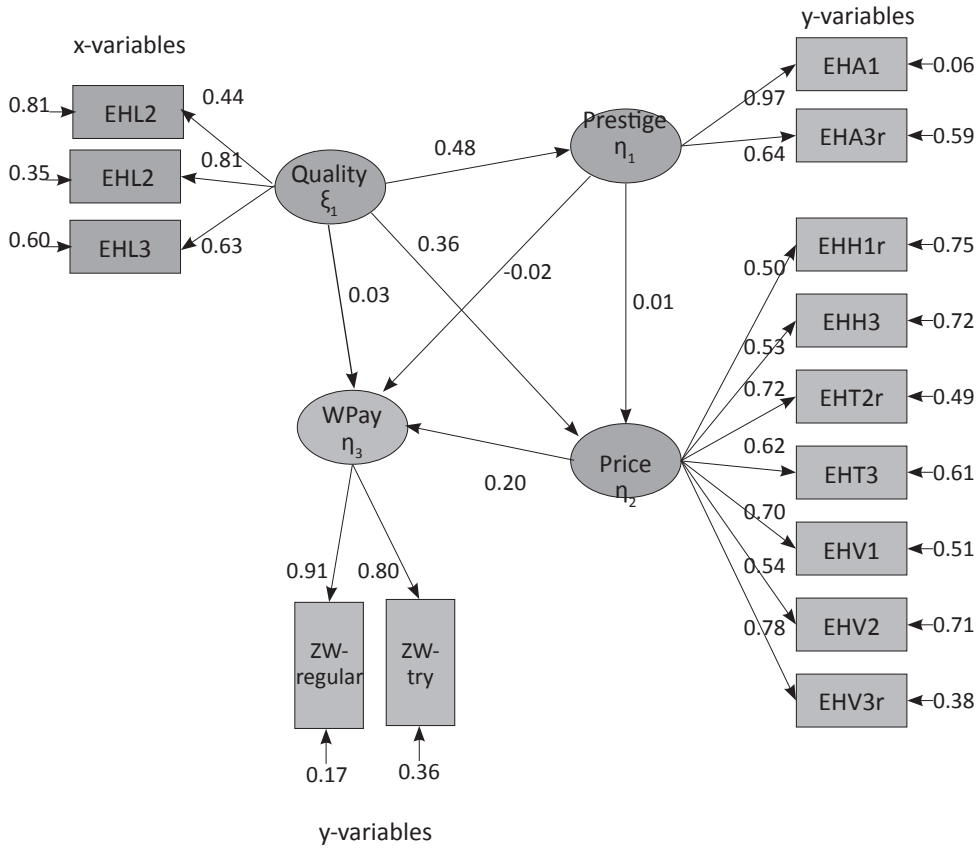 y-variables
x-variables
EHA1
0.06
0.97
0.81
EHL2
0.44
Prestige
η1
EHA3r
0.59
0.64
0.48
0.35
EHL2
0.81
Quality
ξ1
0.60
EHL3
0.63
0.36
-0.02
0.03
0.01
EHH1r
0.75
0.50
EHH3
0.72
0.53
EHT2r
0.49
0.72
WPay
η3
0.62
EHT3
0.61
Price
η2
0.20
0.70
EHV1
0.51
0.54
0.91
0.80
EHV2
0.71
0.78
ZW-
regular
ZW-
try
EHV3r
0.38
0.17
0.36
y-variables